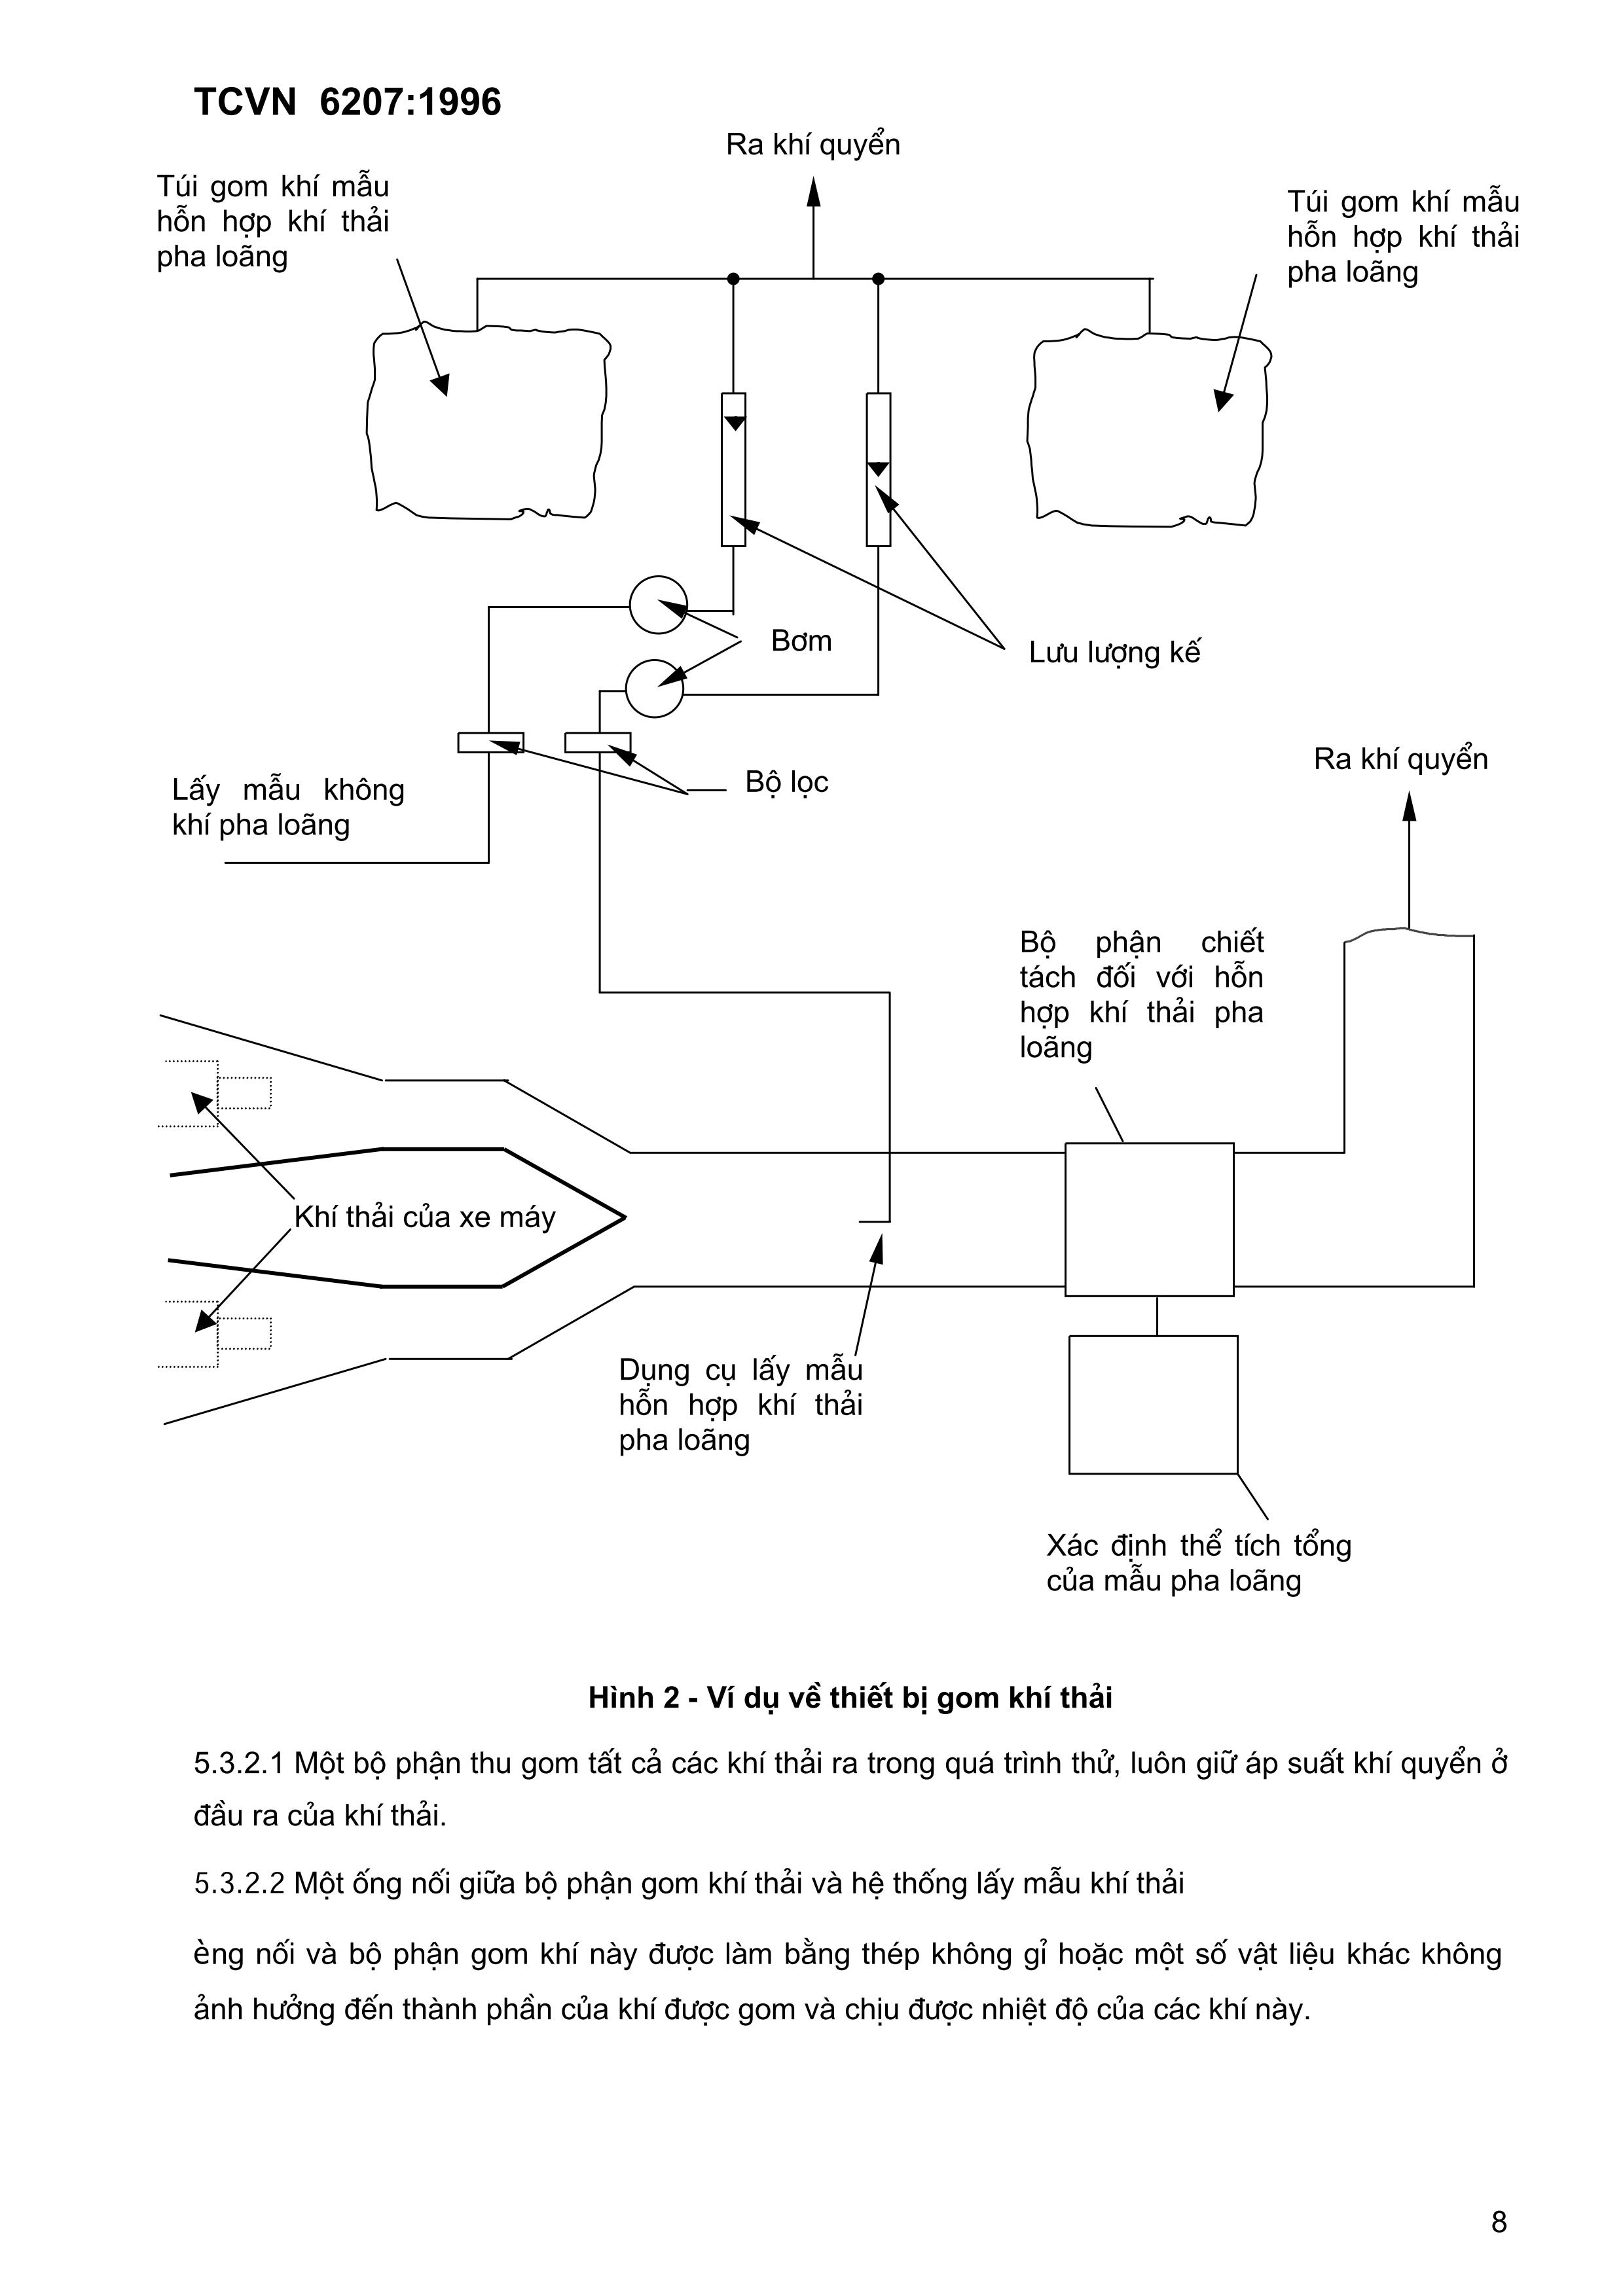 TCVN 6207:1996
Ra khí quyển
Túi gom khí mẫu
hỗn hợp khí thải
pha loãng
Túi gom khí mẫu
hỗn hợp khí thải
pha loãng
Bơm
Lưu lượng kế
Bộ lọc
Lấy mẫu không
khí pha loãng
Ra khí quyển
Bộ phận chiết
tách đối với hỗn
hợp khí thải pha
loãng
Khí thải của xe máy
Dụng cụ lấy mẫu
hỗn hợp khí thải
pha loãng
Xác định thể tích tổng
của mẫu pha loãng
Hình 2 - Ví dụ về thiết bị gom khí thải
5.3.2.1 Một bộ phận thu gom tất cả các khí thải ra trong quá trình thử, luôn giữ áp suất khí quyển ở
đầu ra của khí thải.
5.3.2.2 Một ống nối giữa bộ phận gom khí thải và hệ thống lấy mẫu khí thải
èng nối và bộ phận gom khí này được làm bằng thép không gỉ hoặc một số vật liệu khác không
ảnh hưởng đến thành phần của khí được gom và chịu được nhiệt độ của các khí này.
8